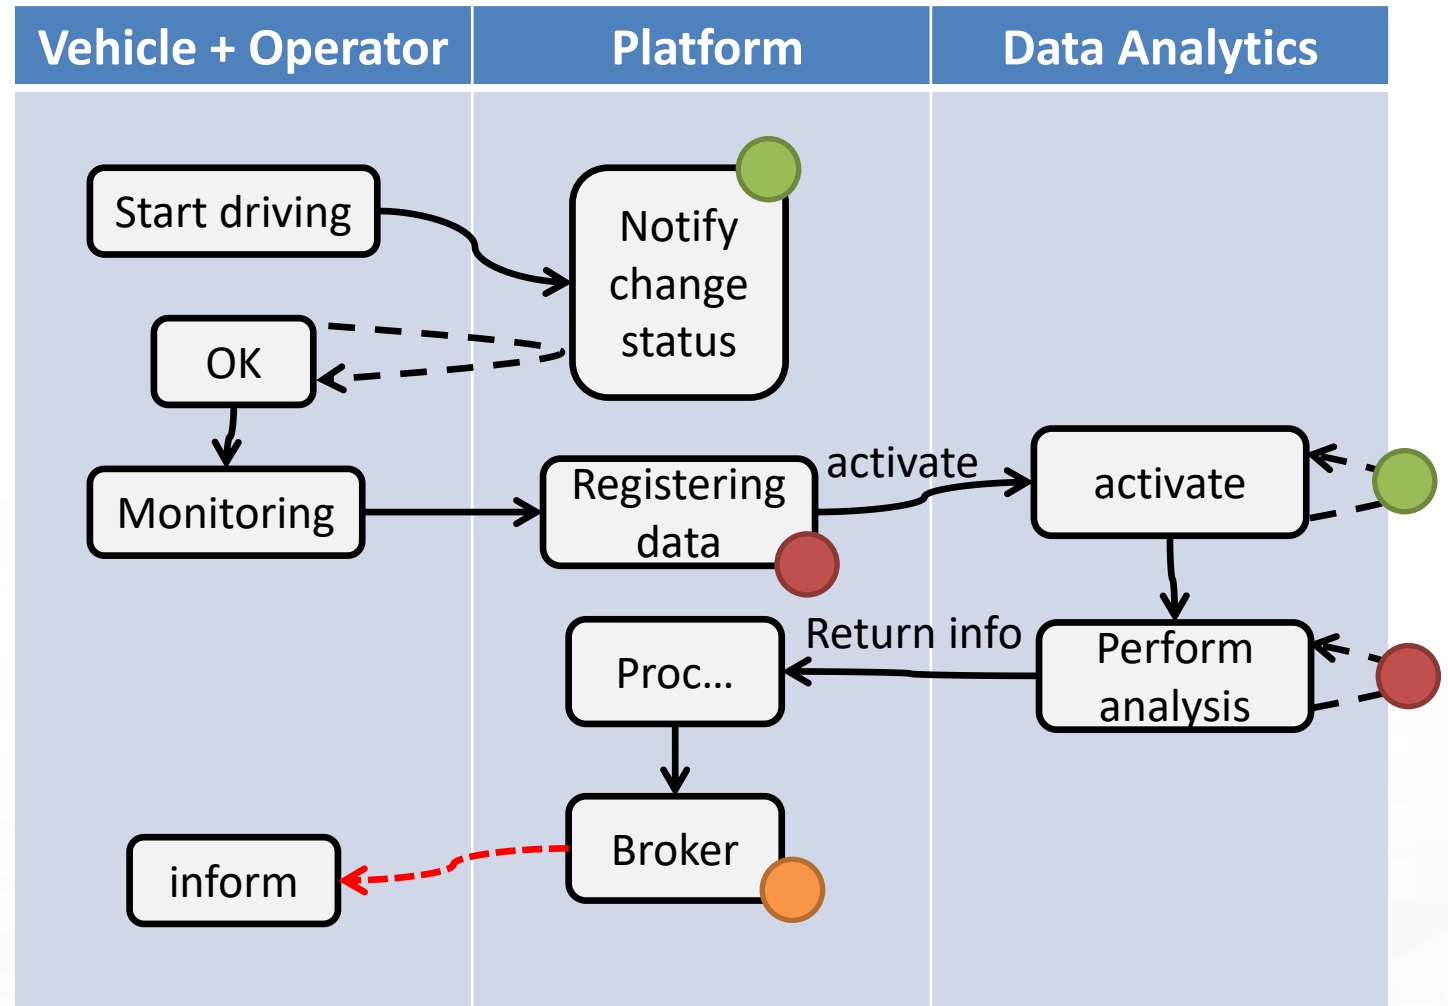 Vehicle + Operator
Platform
Data Analytics
Start driving
Notify
change
status
OK
Monitoring
Registering
data
activate
activate
Return info
Perform
analysis
Proc...
Broker
inform